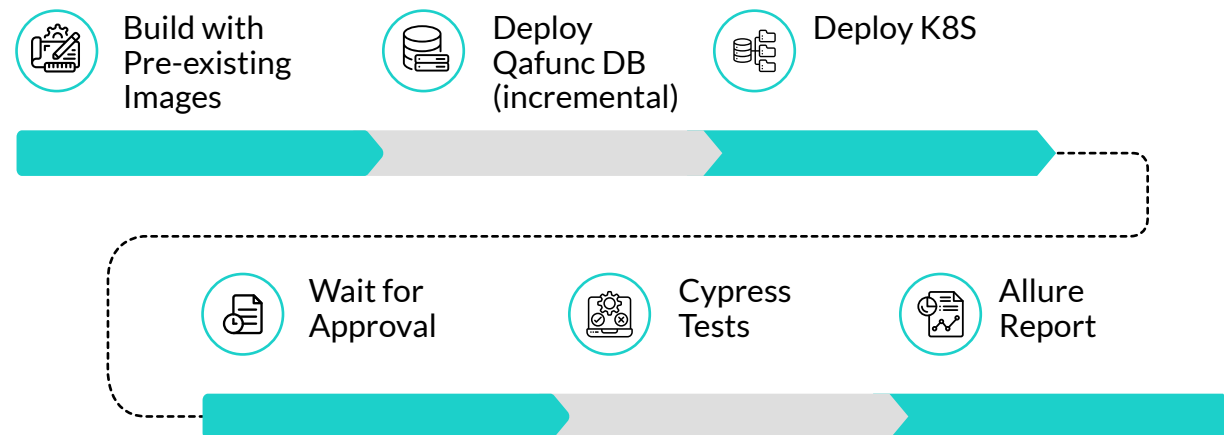 Build with
Pre-existing
Images
Deploy
Qafunc DB
(incremental)
Deploy K8S
Wait for
Approval
Cypress
Tests
Allure
Report